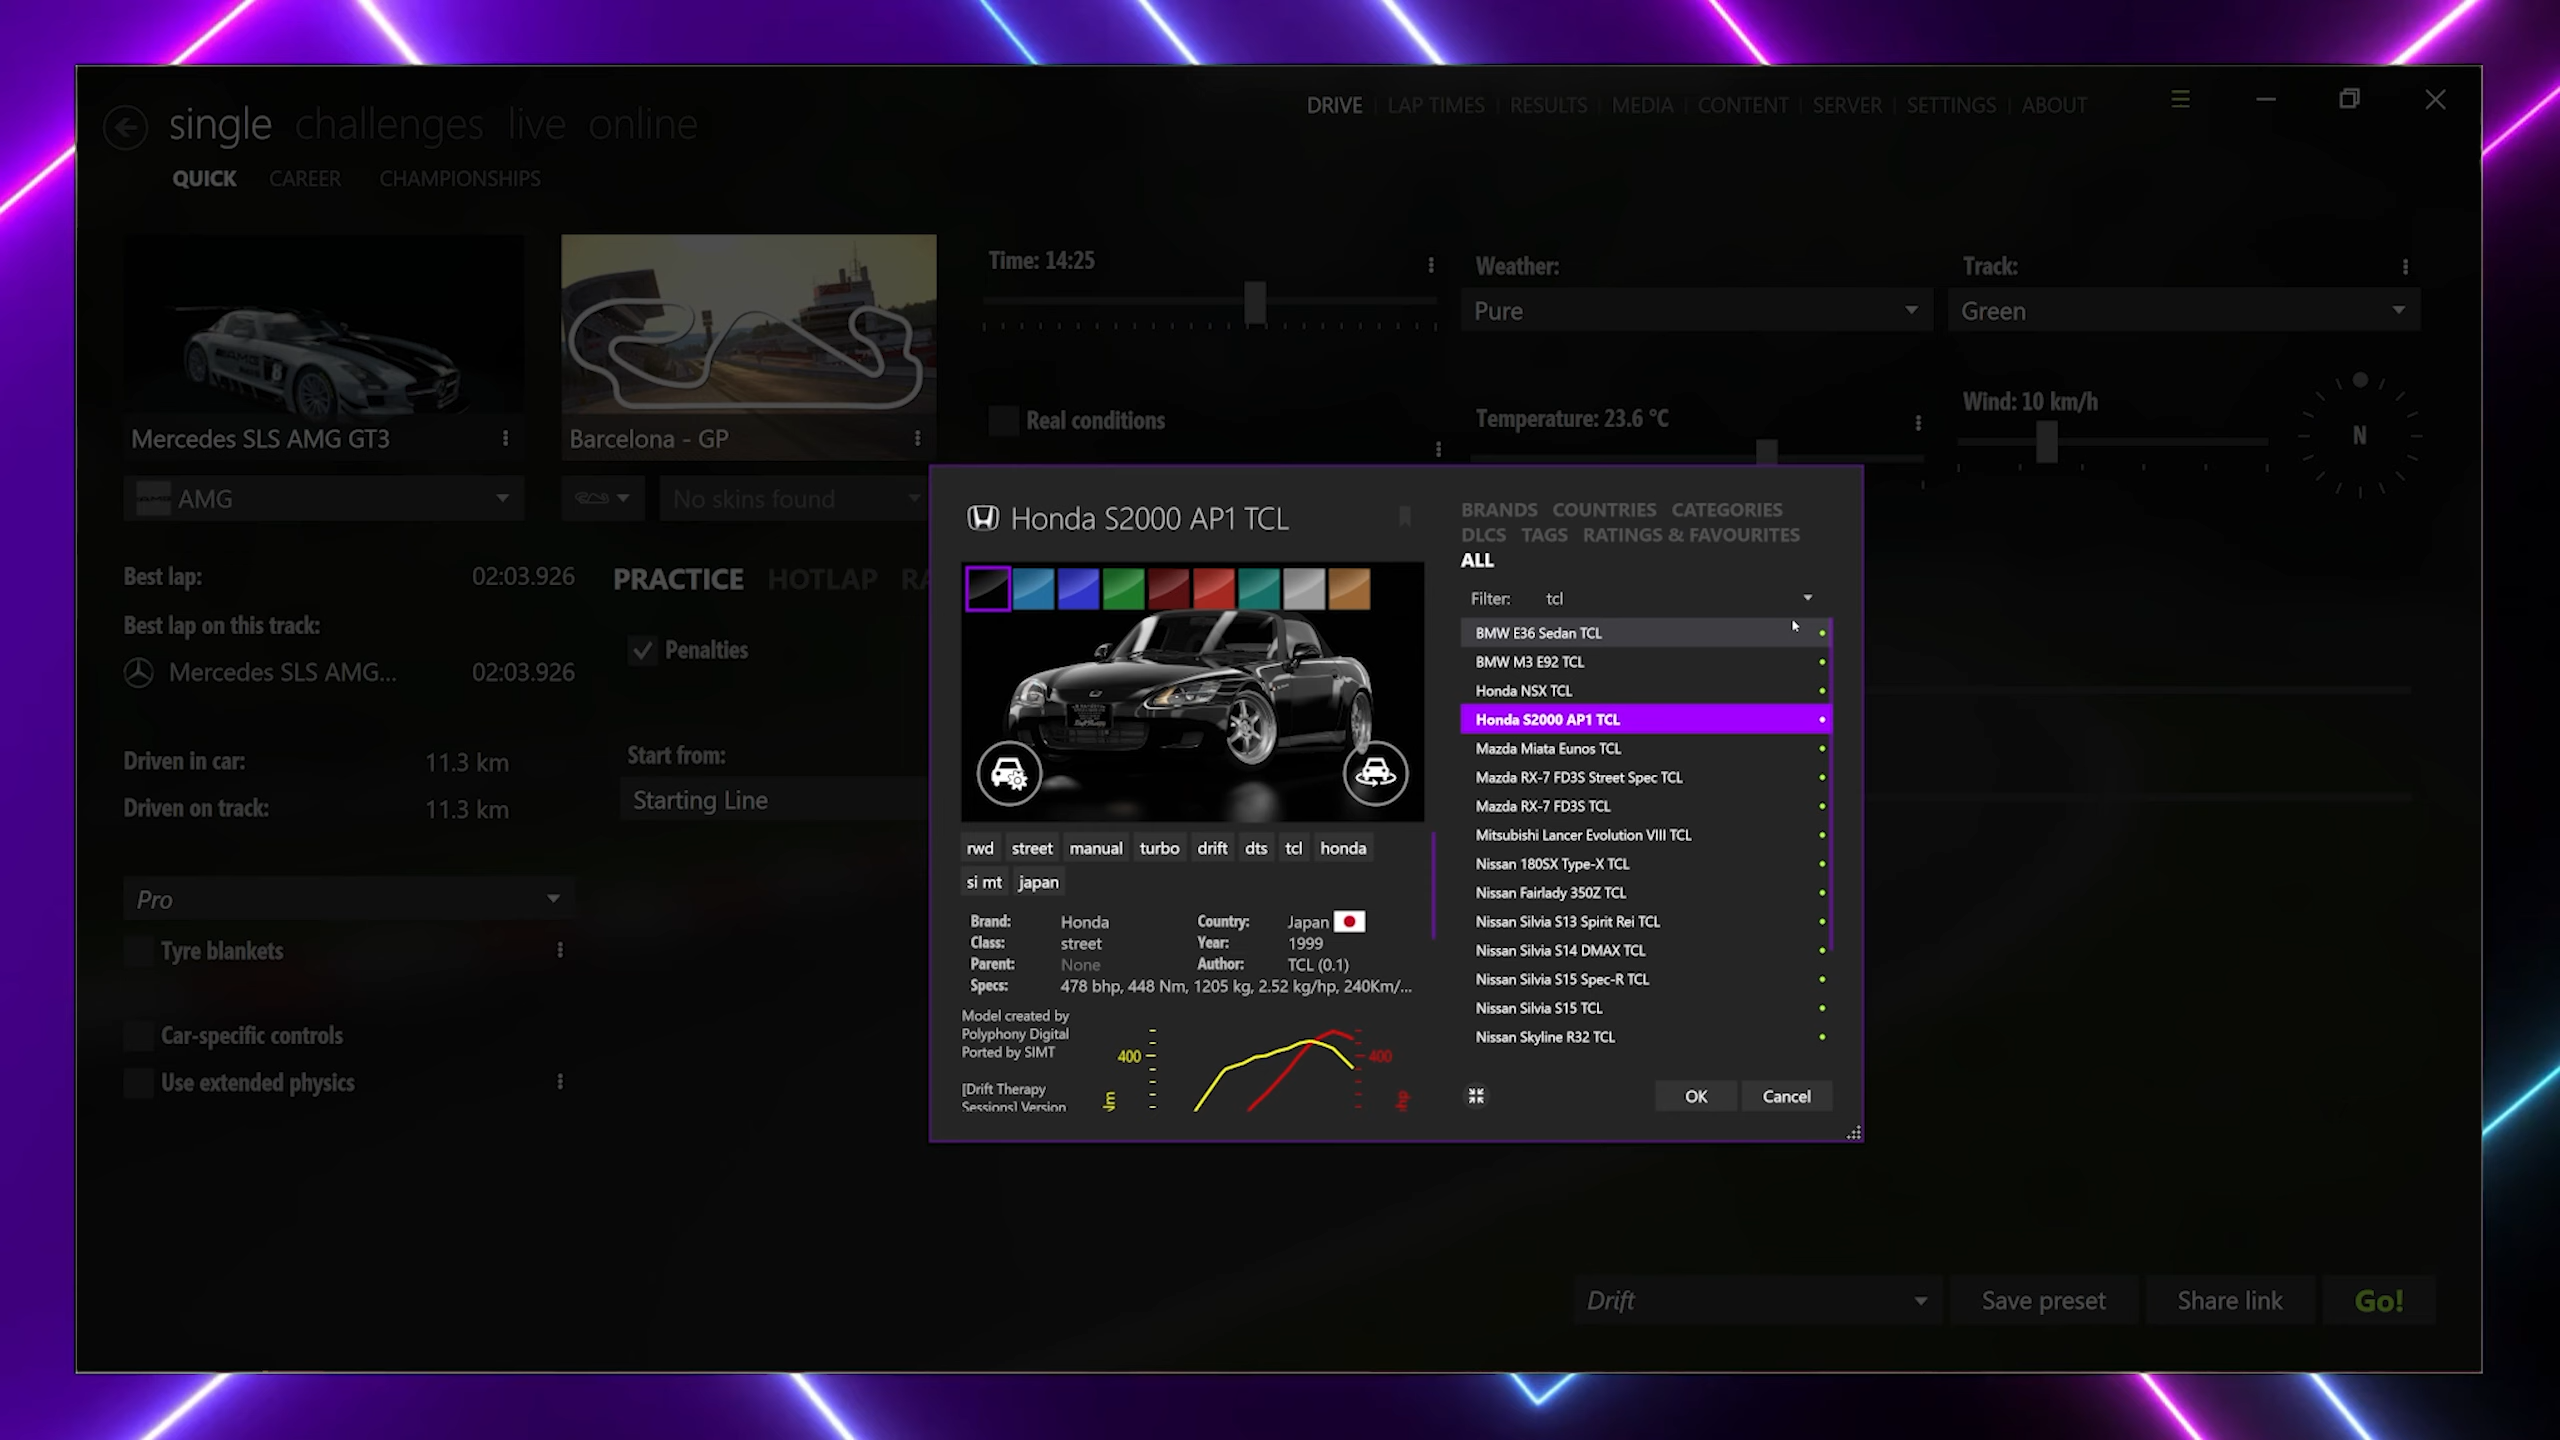 single challenges live online
DRIVE LAP TIMES RESULTS MEDIA CONTENT SERVER SETTINGS ABOUT
QUICK CAREER CHAMPIONSHIPS
Mercedes SLS AMG GT3
AMG
Barcelona - GP
No skins found
Time: 14:25
Real conditions
Weather:
Pure
Temperature: 23.6 °C
Track:
Green
Wind: 10 km/h
N
Best lap: 02:03.926
Best lap on this track:
Mercedes SLS AMG... 02:03.926
Driven in car: 11.3 km
Driven on track: 11.3 km
Pro
Tyre blankets
Car-specific controls
Use extended physics
PRACTICE HOTLAP RA
Penalties
Start from:
Starting Line
Honda S2000 AP1 TCL
rwd street manual turbo drift dts tcl honda
si mt japan
Brand: Honda Country: Japan
Class: street Year: 1999
Parent: None Author: TCL (0.1)
Specs: 478 bhp, 448 Nm, 1205 kg, 2.52 kg/hp, 240Km/...
Model created by
Polyphony Digital
Ported by SIMT
[Drift Therapy
Sessions] Version
400
400
BRANDS COUNTRIES CATEGORIES
DLCS TAGS RATINGS & FAVOURITES
ALL
Filter: tcl
BMW E36 Sedan TCL
BMW M3 E92 TCL
Honda NSX TCL
Honda S2000 AP1 TCL
Mazda Miata Eunos TCL
Mazda RX-7 FD3S Street Spec TCL
Mazda RX-7 FD3S TCL
Mitsubishi Lancer Evolution VIII TCL
Nissan 180SX Type-X TCL
Nissan Fairlady 350Z TCL
Nissan Silvia S13 Spirit Rei TCL
Nissan Silvia S14 DMAX TCL
Nissan Silvia S15 Spec-R TCL
Nissan Silvia S15 TCL
Nissan Skyline R32 TCL
OK Cancel
Drift Save preset Share link Go!